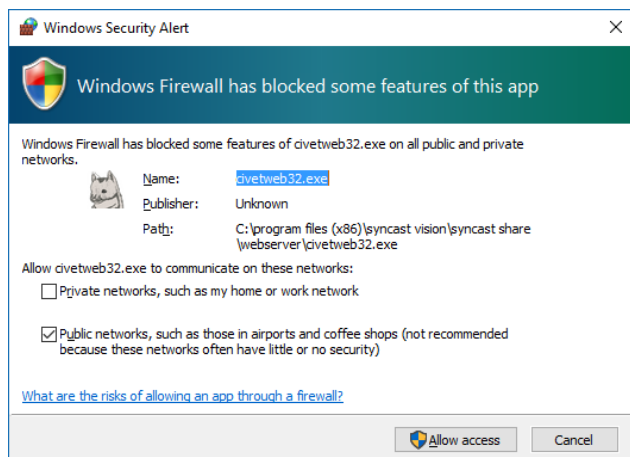 Windows Security Alert
Windows Firewall has blocked some features of this app
Windows Firewall has blocked some features of civetweb32.exe on all public and private
networks.
Name: civetweb32.exe
Publisher: Unknown
Path: C:\program files (x86)\syncast vision\syncast share
\webserver\civetweb32.exe
Allow civetweb32.exe to communicate on these networks:
Private networks, such as my home or work network
Public networks, such as those in airports and coffee shops (not recommended
because these networks often have little or no security)
What are the risks of allowing an app through a firewall?
Allow access Cancel